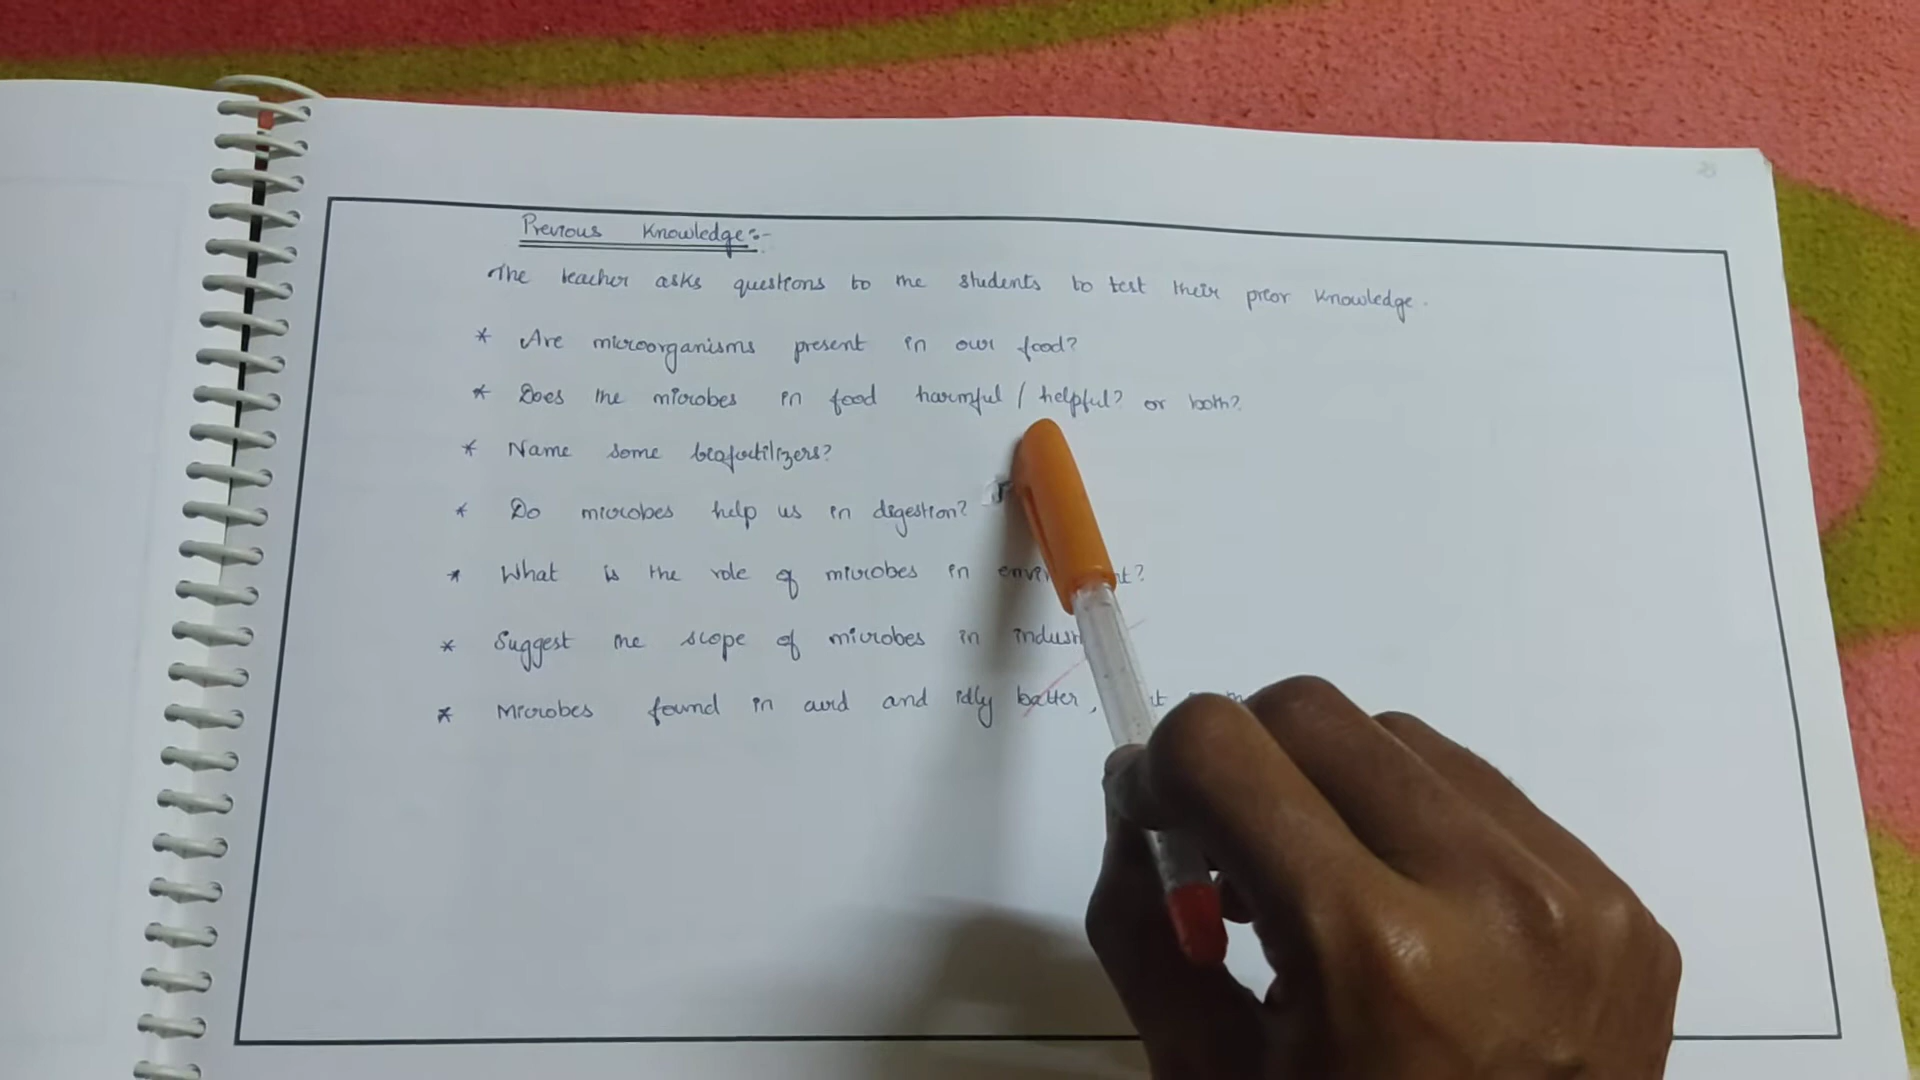 Previous Knowledge:-
The teacher asks questions to the students to test their prior knowledge.
* Are microorganisms present in our food?
* Does the microbes in food harmful / helpful? or both?
* Name some biofertilizers?
* Do microbes help us in digestion?
* What is the role of microbes in
* Suggest the scope of microbes in
* Microbes found in curd and idly batter,